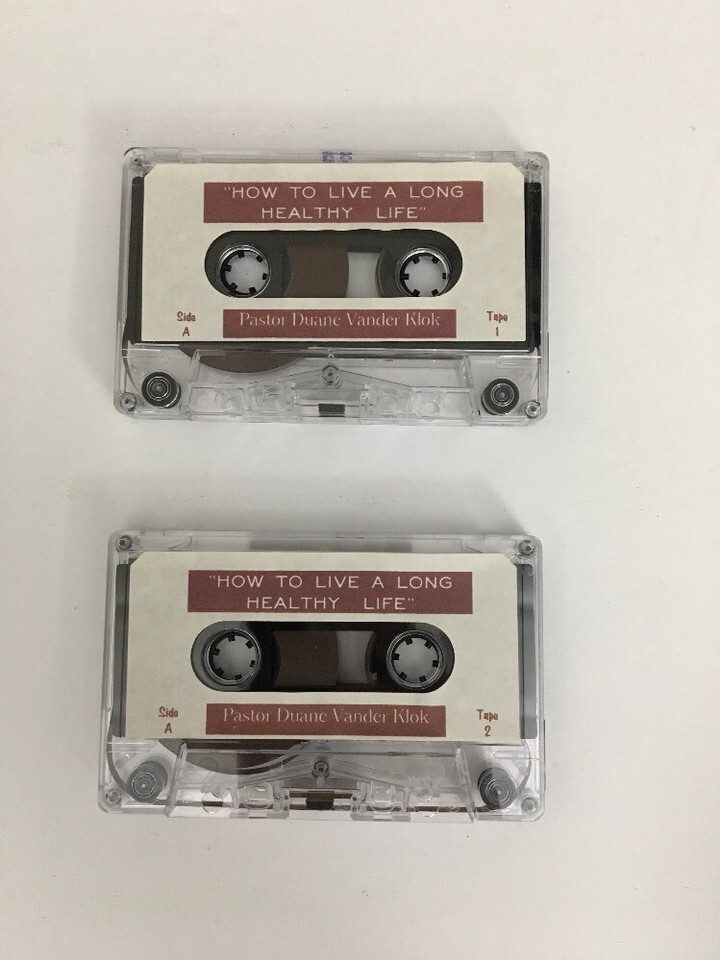 "HOW TO LIVE A LONG
HEALTHY LIFE"
Side
A
Pastor Duane Vander Klok
Tape
1
"HOW TO LIVE A LONG
HEALTHY LIFE"
Side
A
Pastor Duane Vander Klok
Tape
2